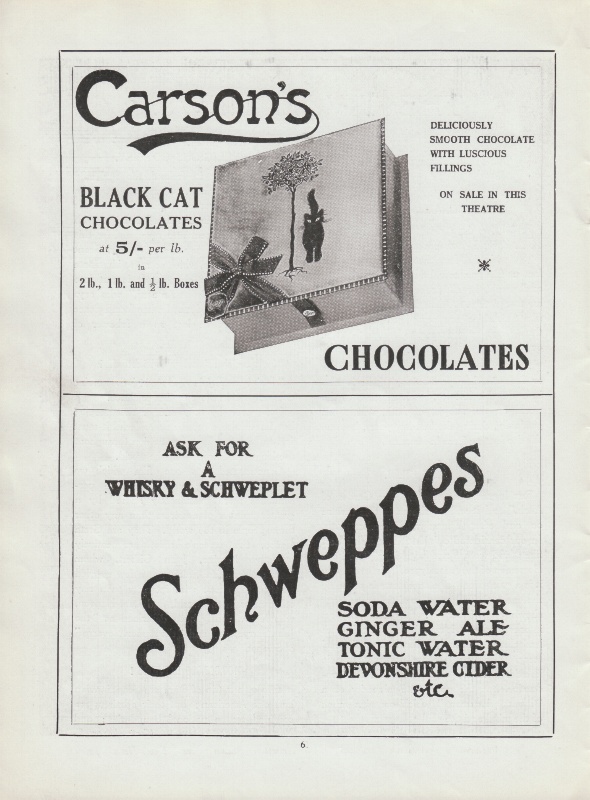 Carson's
BLACK CAT
CHOCOLATES
at 5/- per lb.
in
2 lb., 1 lb. and ½ lb. Boxes
DELICIOUSLY
SMOOTH CHOCOLATE
WITH LUSCIOUS
FILLINGS
ON SALE IN THIS
THEATRE
CHOCOLATES
ASK FOR
A
WHISKY & SCHWEPLET
Schweppes
SODA WATER
GINGER ALE
TONIC WATER
DEVONSHIRE CIDER
etc.
6.